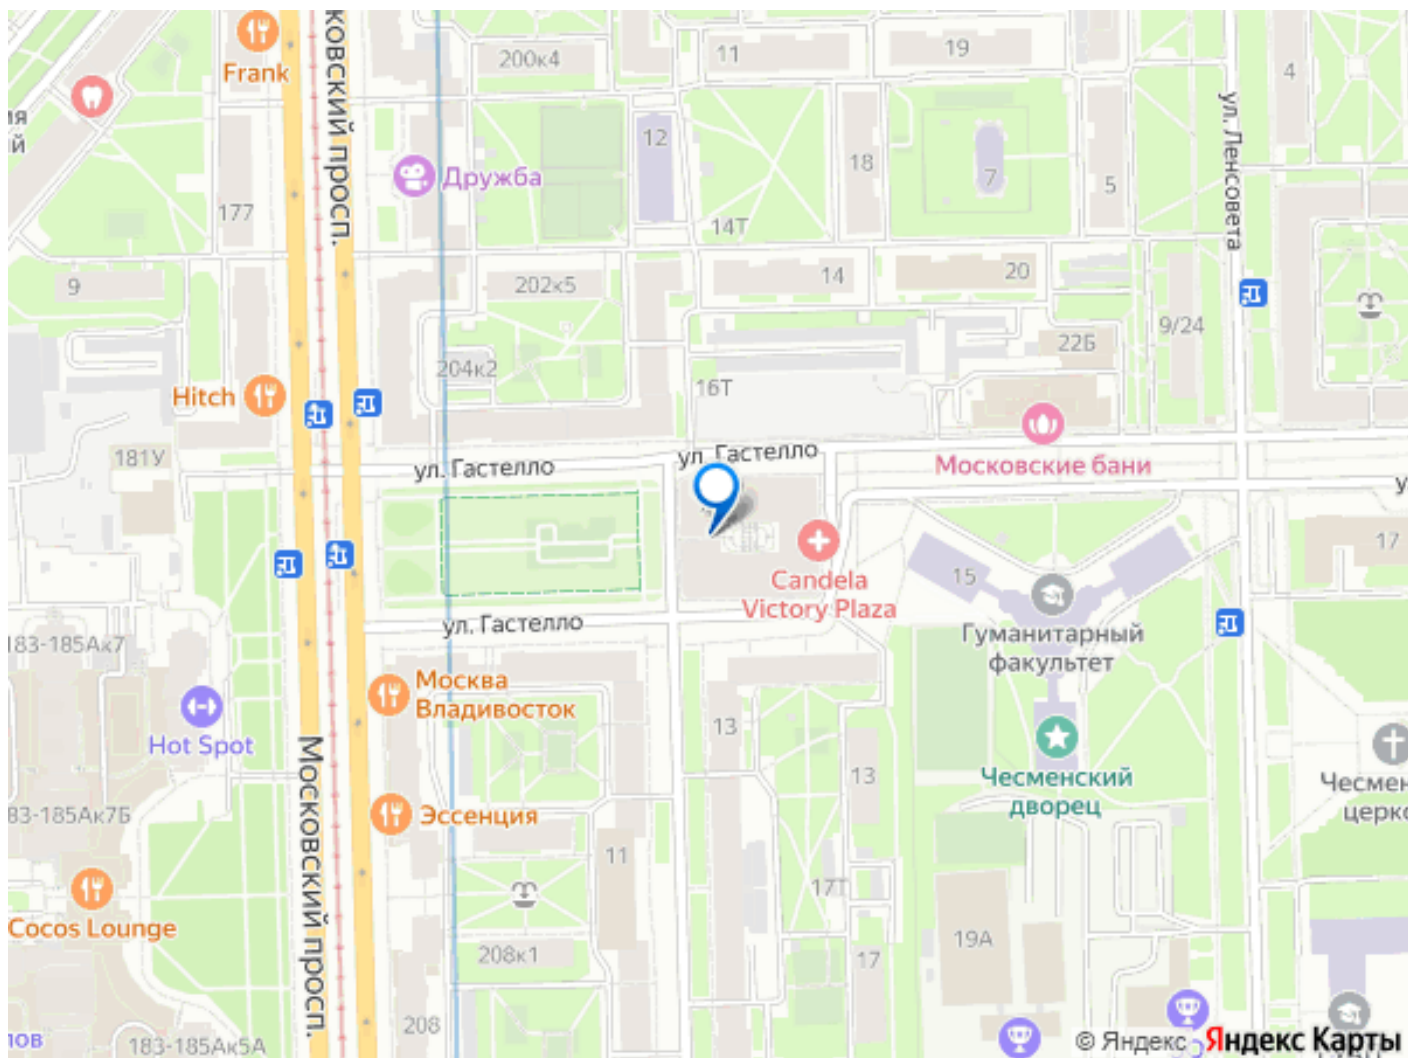 200к4
11
19
4
Frank
ковский просп.
ул. Ленсовета
12
18
7
5
Дружба
177
14Т
9
202к5
14
20
9/24
22Б
204к2
16Т
Hitch
ул. Гастелло
ул. Гастелло
181У
Московские бани
17
Candela
Victory Plaza
15
ул. Гастелло
Гуманитарный
факультет
183-185Ак7
Москва
Владивосток
13
Hot Spot
13
Чесменский
дворец
Чесмен
церко
83-185Ак7Б
Эссенция
Московский просп.
11
17Т
Cocos Lounge
19А
208к1
17
208
183-185Ак5А
© Яндекс
Яндекс Карты